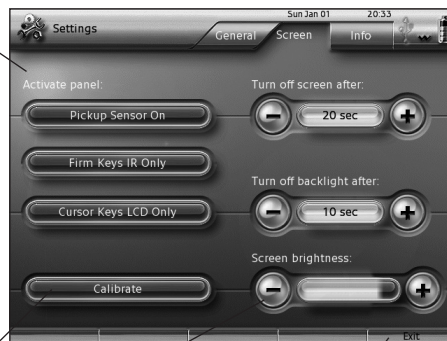 Sun Jan 01 20:33
Settings
General Screen Info
Activate panel:
Pickup Sensor On
Firm Keys IR Only
Cursor Keys LCD Only
Calibrate
Turn off screen after:
20 sec
Turn off backlight after:
10 sec
Screen brightness:
Exit